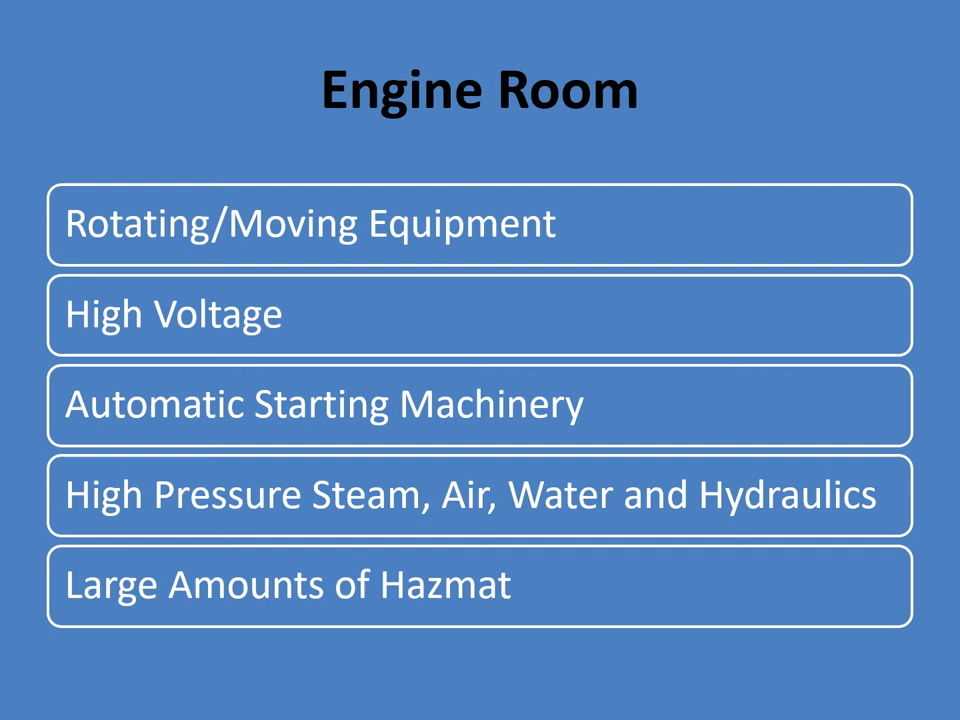 Engine Room
Rotating/Moving Equipment
High Voltage
Automatic Starting Machinery
High Pressure Steam, Air, Water and Hydraulics
Large Amounts of Hazmat